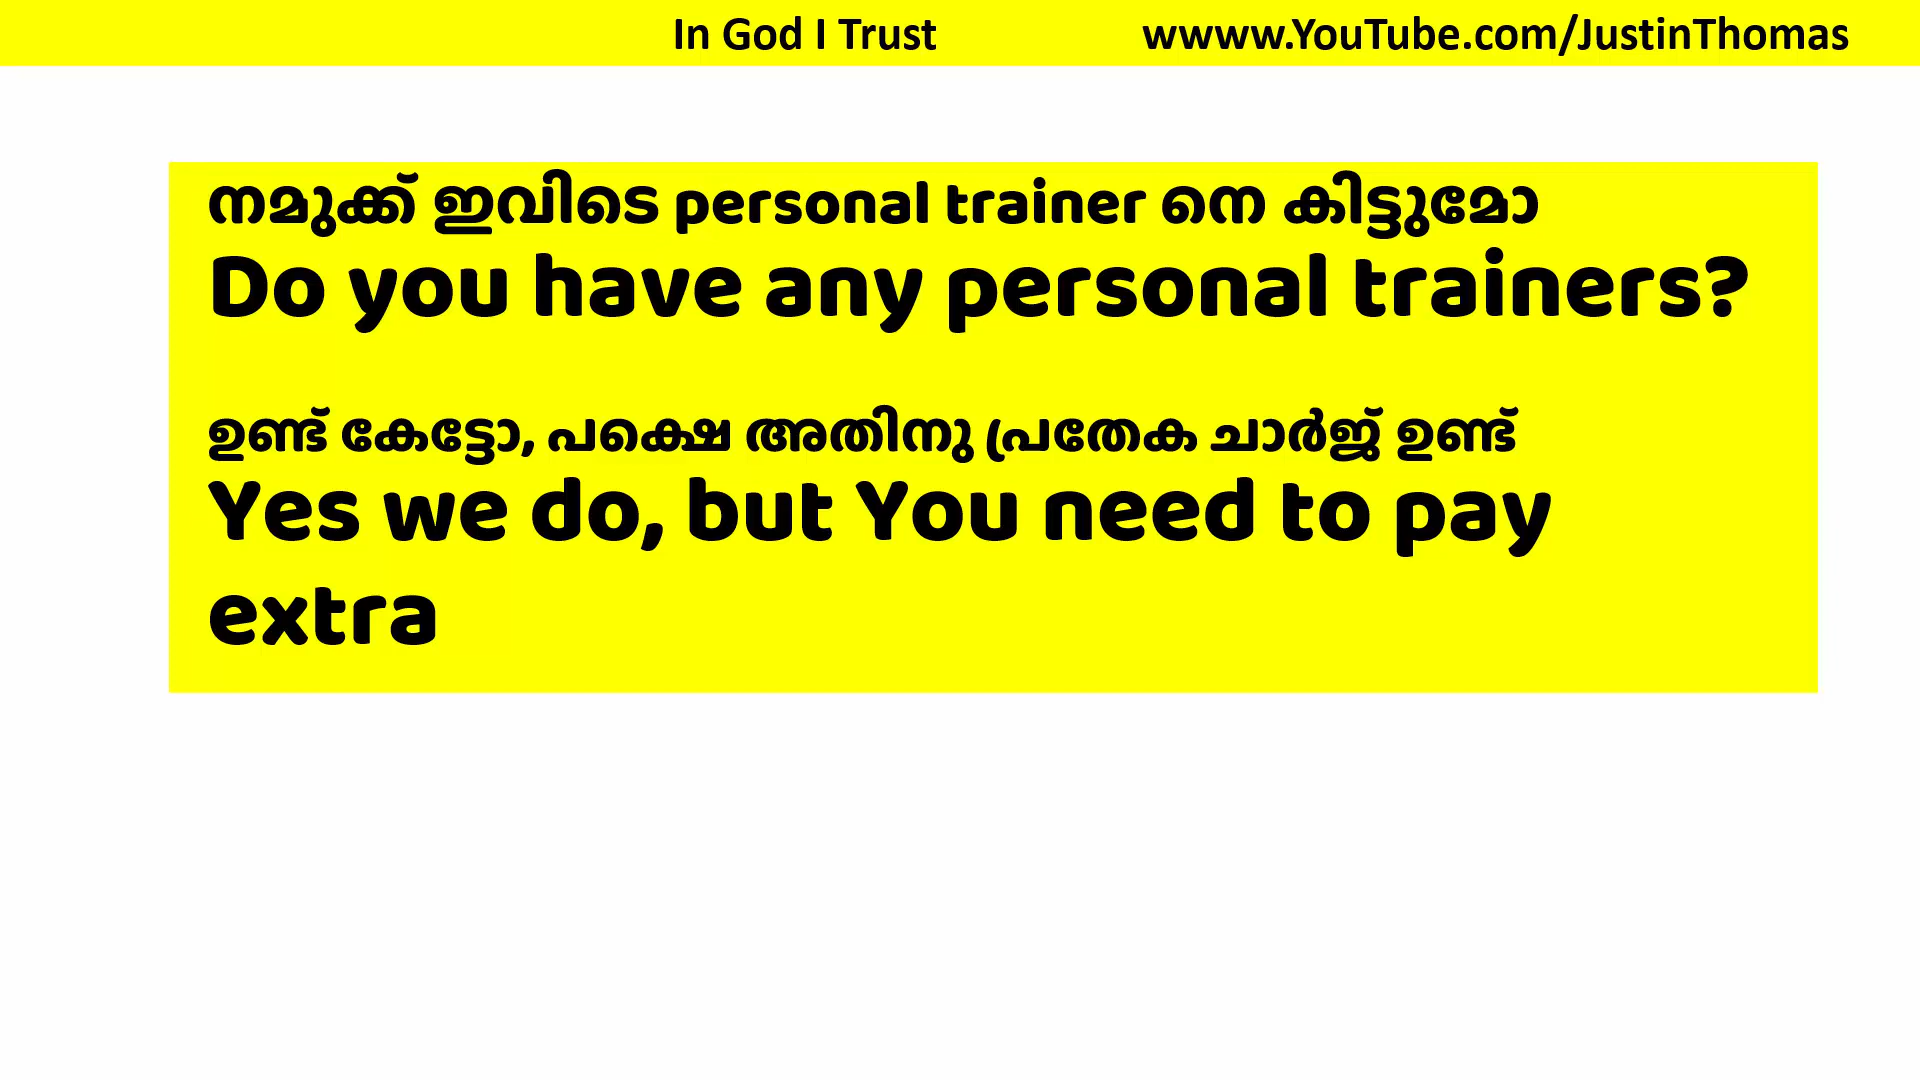 In God I Trust wwww.YouTube.com/JustinThomas
നമുക്ക് ഇവിടെ personal trainer നെ കിട്ടുമോ
Do you have any personal trainers?
ഉണ്ട് കേട്ടോ, പക്ഷെ അതിനു പ്രതേക ചാർജ് ഉണ്ട്
Yes we do, but You need to pay
extra